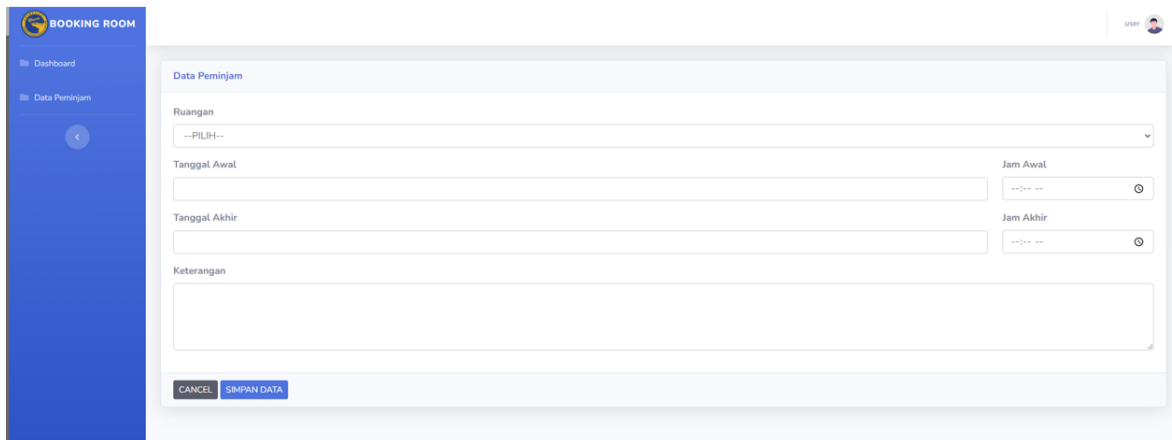 BOOKING ROOM
user
Dashboard
Data Peminjam
Data Peminjam
Ruangan
--PILIH--
Tanggal Awal
Jam Awal
--:-- --
Tanggal Akhir
Jam Akhir
--:-- --
Keterangan
CANCEL
SIMPAN DATA